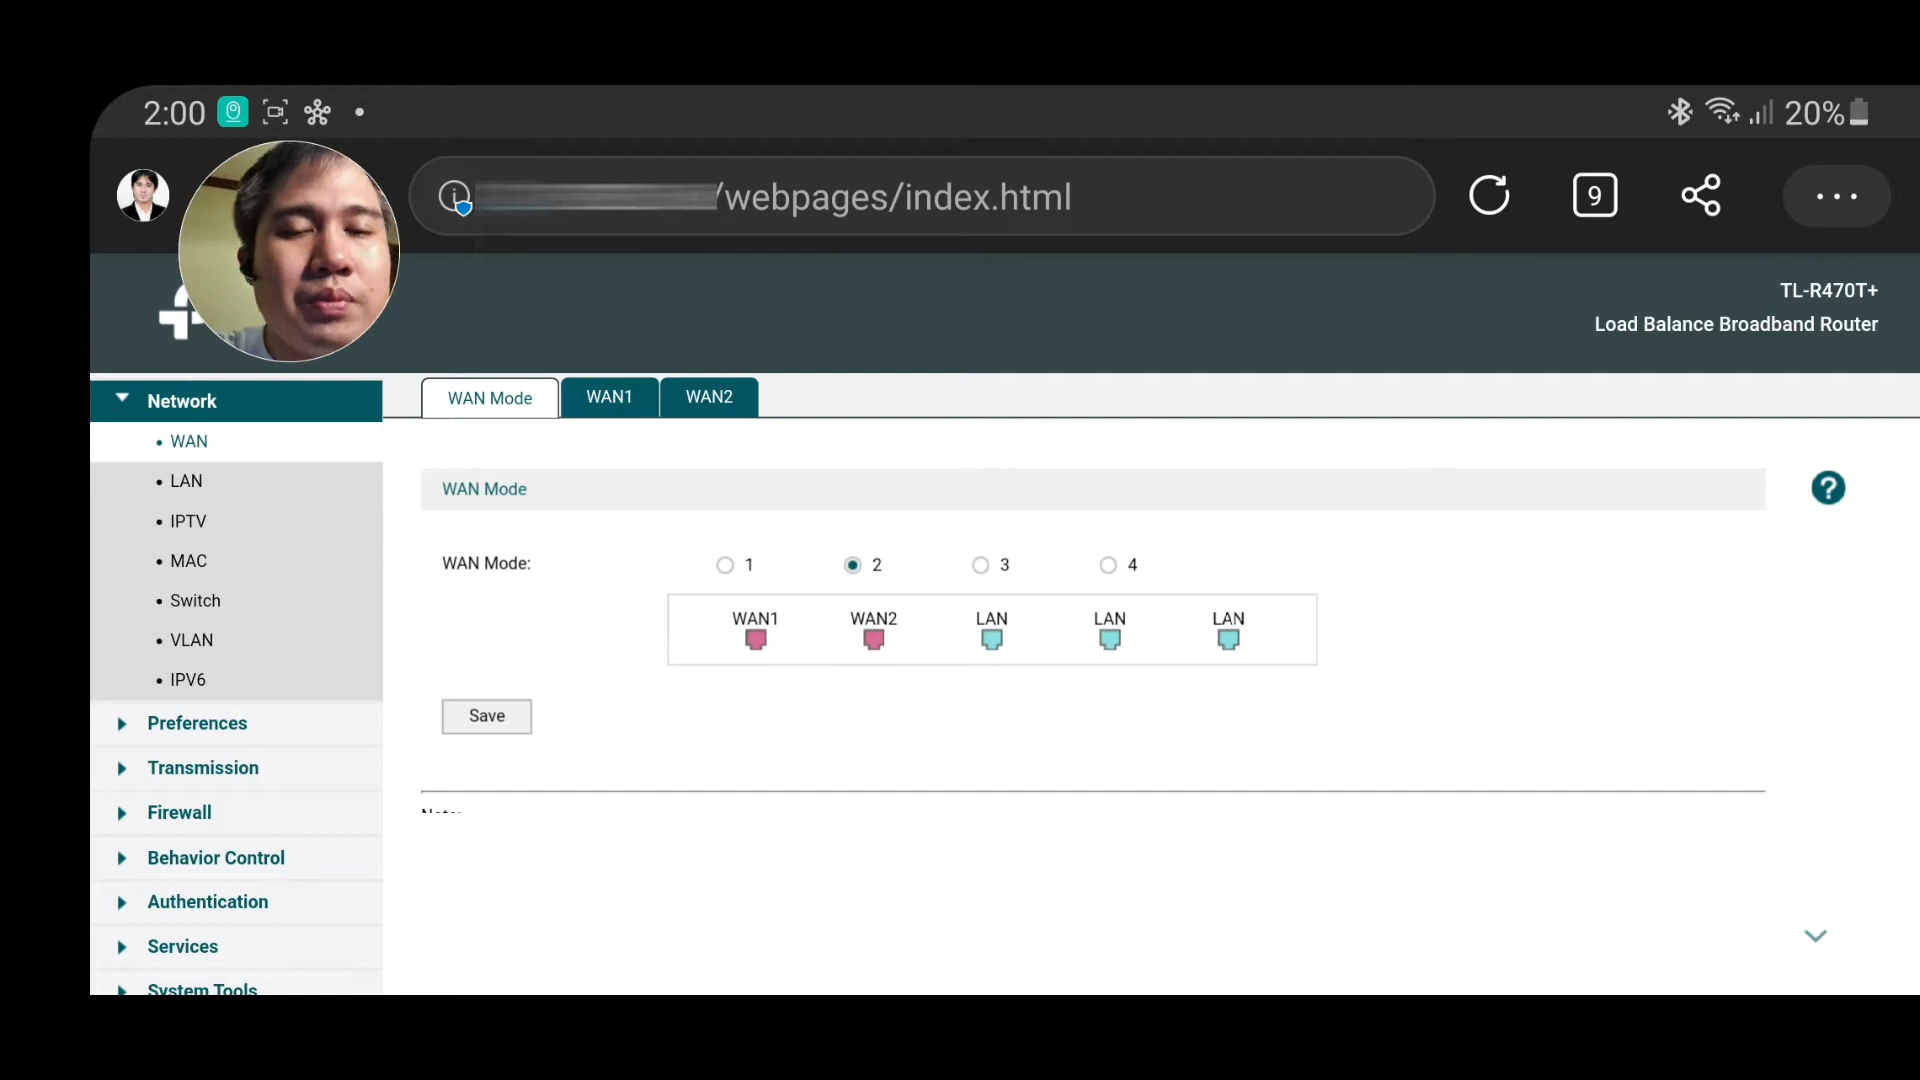 2:00
20%
/webpages/index.html
9
TL-R470T+
Load Balance Broadband Router
Network
WAN
LAN
IPTV
MAC
Switch
VLAN
IPV6
Preferences
Transmission
Firewall
Behavior Control
Authentication
Services
System Tools
WAN Mode
WAN1
WAN2
WAN Mode
?
WAN Mode: 1 2 3 4
WAN1 WAN2 LAN LAN LAN
Save